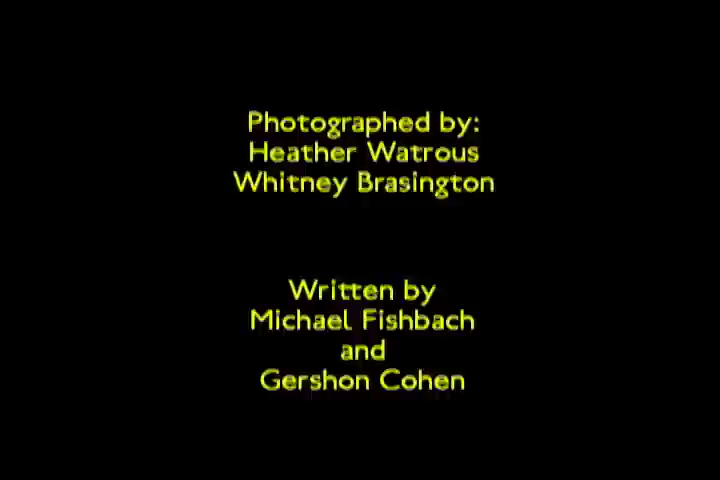 Photographed by:
Heather Watrous
Whitney Brasington
Written by
Michael Fishbach
and
Gershon Cohen